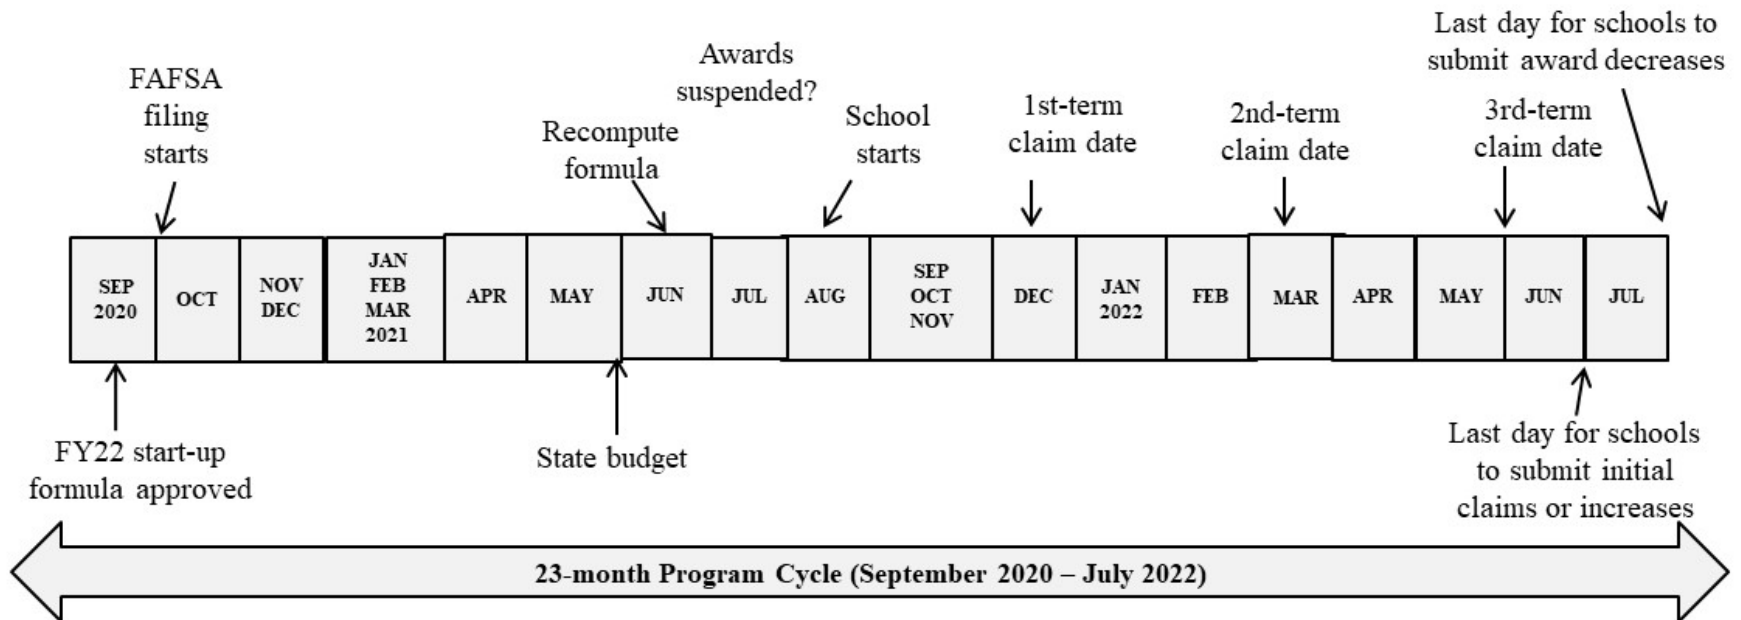 FAFSA
filing
starts
Recompute
formula
Awards
suspended?
School
starts
1st-term
claim date
2nd-term
claim date
3rd-term
claim date
Last day for schools to
submit award decreases
SEP
2020
OCT
NOV
DEC
JAN
FEB
MAR
2021
APR
MAY
JUN
JUL
AUG
SEP
OCT
NOV
DEC
JAN
2022
FEB
MAR
APR
MAY
JUN
JUL
FY22 start-up
formula approved
State budget
Last day for schools
to submit initial
claims or increases
23-month Program Cycle (September 2020 – July 2022)